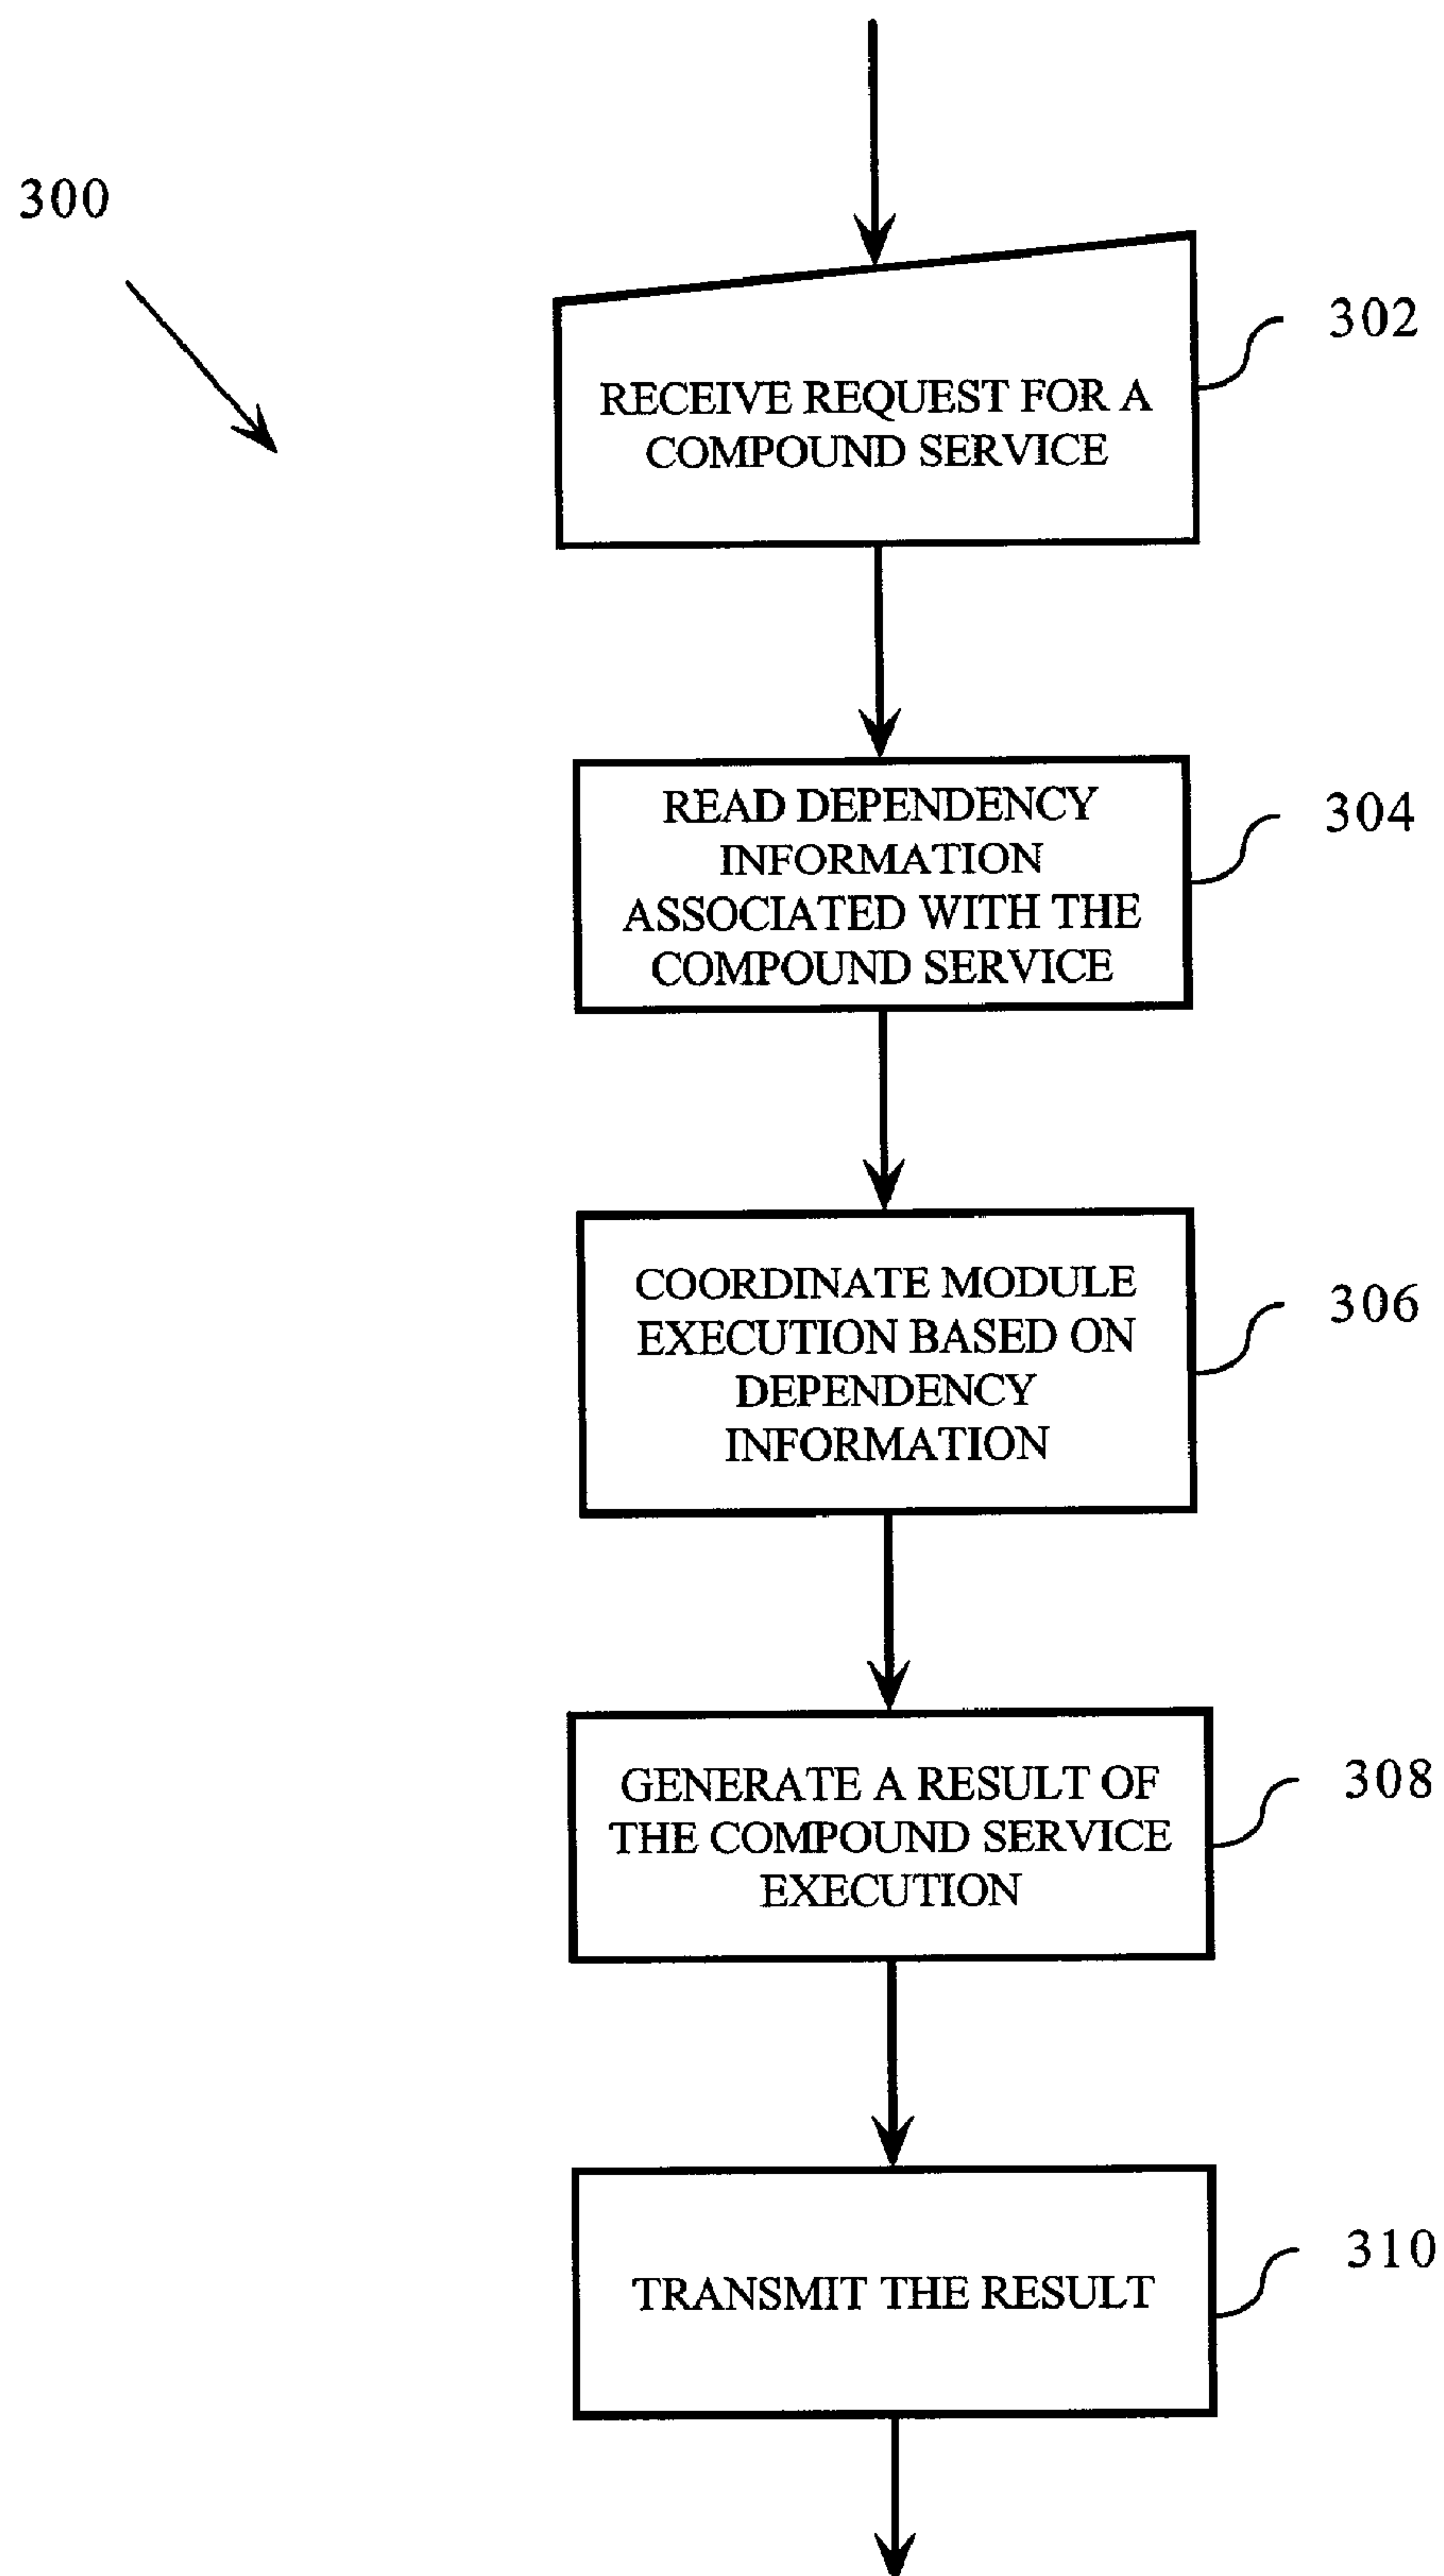 300
302
RECEIVE REQUEST FOR A
COMPOUND SERVICE
304
READ DEPENDENCY
INFORMATION
ASSOCIATED WITH THE
COMPOUND SERVICE
306
COORDINATE MODULE
EXECUTION BASED ON
DEPENDENCY
INFORMATION
308
GENERATE A RESULT OF
THE COMPOUND SERVICE
EXECUTION
310
TRANSMIT THE RESULT